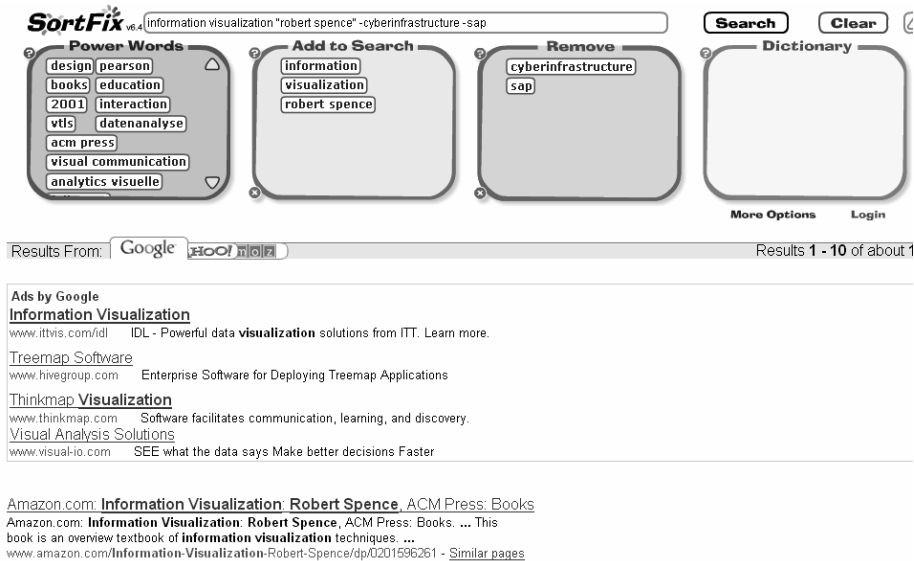 SortFix v6.4 information visualization "robert spence" -cyberinfrastructure -sap Search Clear
Power Words Add to Search Remove Dictionary
design pearson
books education
2001 interaction
vtls datenanalyse
acm press
visual communication
analytics visuelle
information
visualization
robert spence
cyberinfrastructure
sap
More Options Login
Results From: Google HOO! moz Results 1 - 10 of about 1
Ads by Google
Information Visualization
www.ittvis.com/idl IDL - Powerful data visualization solutions from ITT. Learn more.
Treemap Software
www.hivegroup.com Enterprise Software for Deploying Treemap Applications
Thinkmap Visualization
www.thinkmap.com Software facilitates communication, learning, and discovery.
Visual Analysis Solutions
www.visual-io.com SEE what the data says Make better decisions Faster
Amazon.com: Information Visualization: Robert Spence, ACM Press: Books
Amazon.com: Information Visualization: Robert Spence, ACM Press: Books. ... This
book is an overview textbook of information visualization techniques. ...
www.amazon.com/Information-Visualization-Robert-Spence/dp/0201596261 - Similar pages